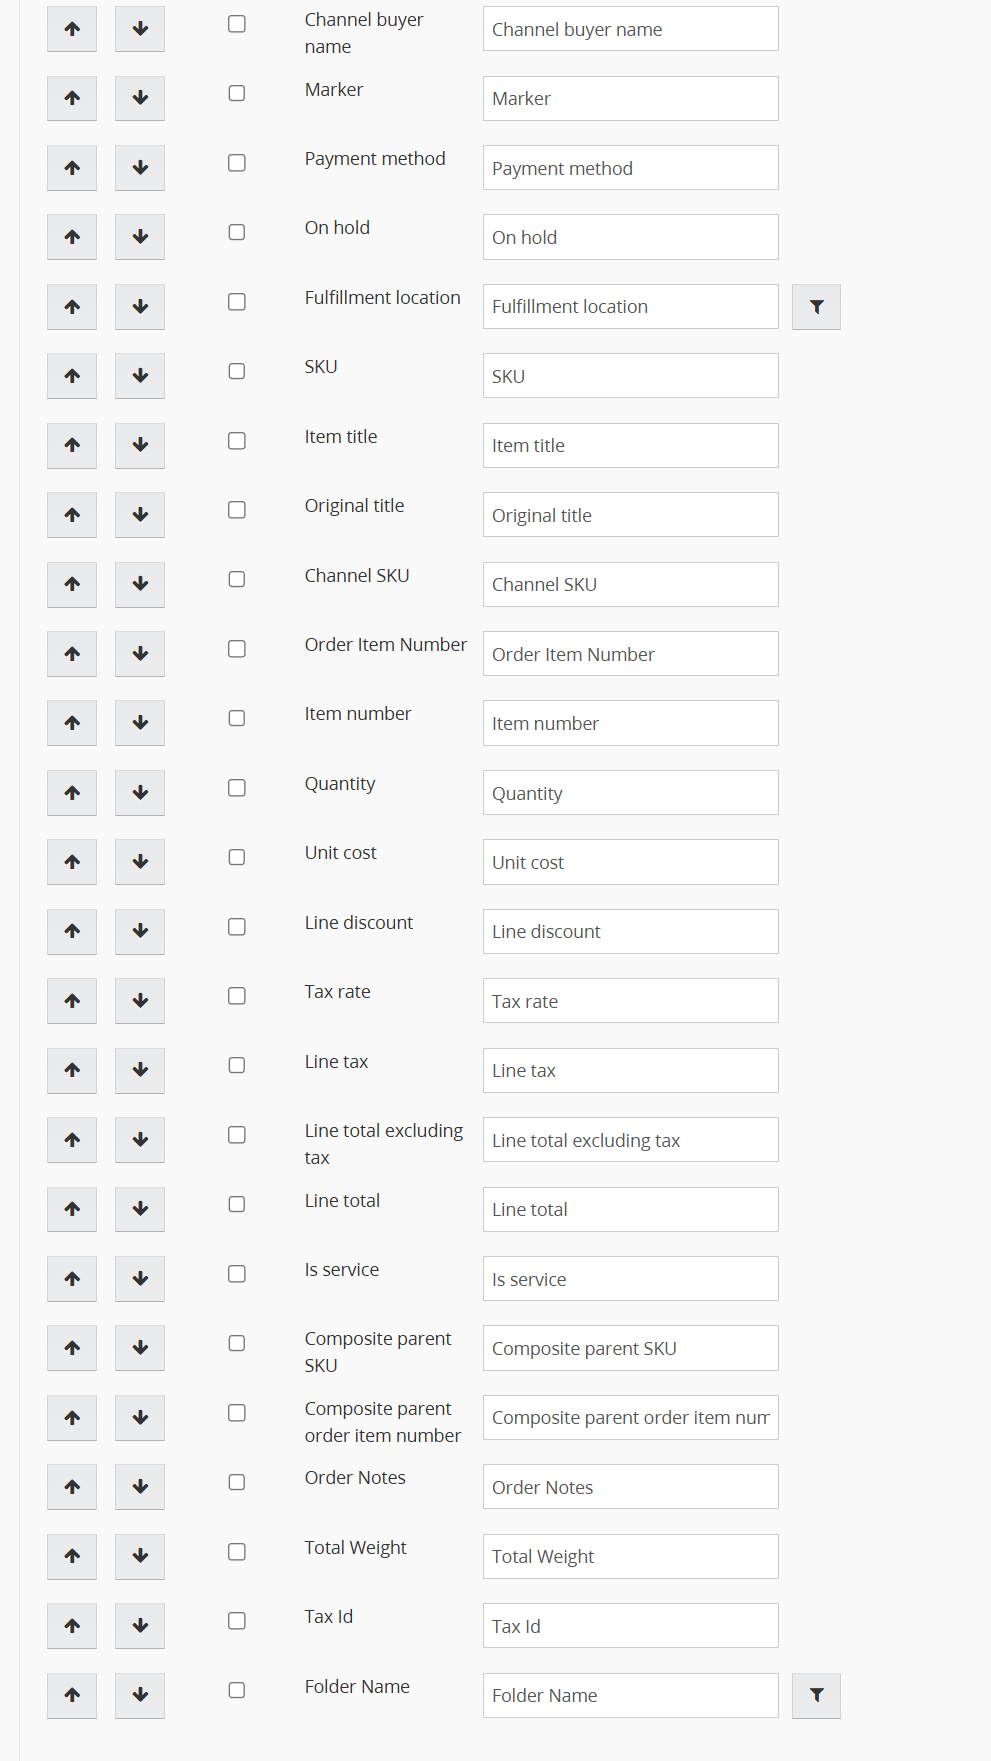 Channel buyer
name
Channel buyer name
Marker
Marker
Payment method
Payment method
On hold
On hold
Fulfillment location
Fulfillment location
SKU
SKU
Item title
Item title
Original title
Original title
Channel SKU
Channel SKU
Order Item Number
Order Item Number
Item number
Item number
Quantity
Quantity
Unit cost
Unit cost
Line discount
Line discount
Tax rate
Tax rate
Line tax
Line tax
Line total excluding
tax
Line total excluding tax
Line total
Line total
Is service
Is service
Composite parent
SKU
Composite parent SKU
Composite parent
order item number
Composite parent order item num
Order Notes
Order Notes
Total Weight
Total Weight
Tax Id
Tax Id
Folder Name
Folder Name